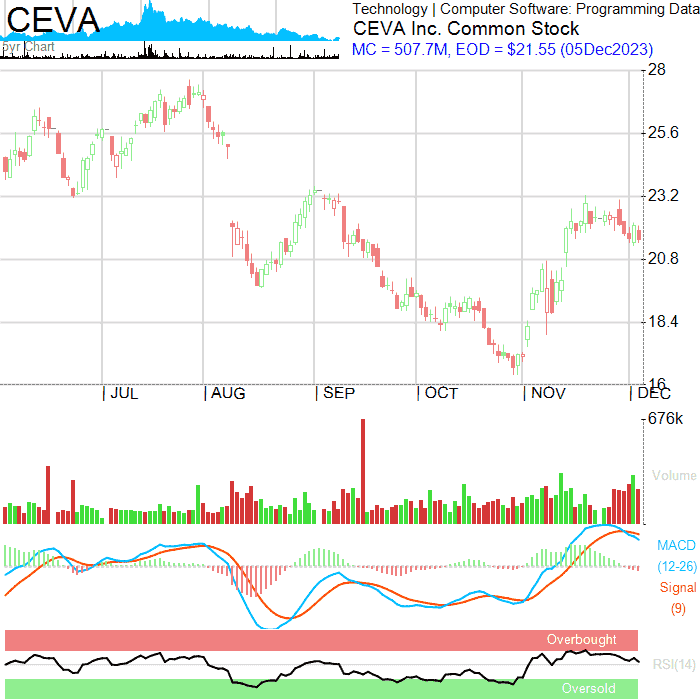 CEVA
5yr Chart
Technology | Computer Software: Programming Data
CEVA Inc. Common Stock
MC = 507.7M, EOD = $21.55 (05Dec2023)
28
25.6
23.2
20.8
18.4
16
| JUL | AUG | SEP | OCT | NOV | DEC
676k
Volume
MACD
(12-26)
Signal
(9)
Overbought
RSI(14)
Oversold